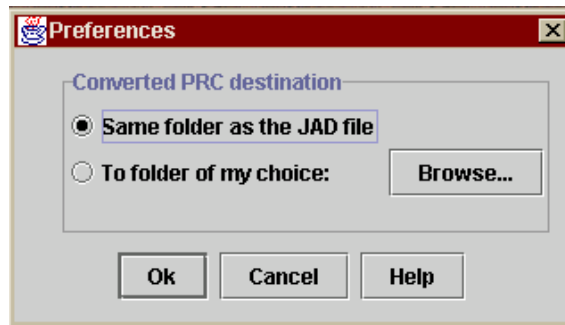 Preferences
Converted PRC destination
Same folder as the JAD file
To folder of my choice: Browse...
Ok Cancel Help